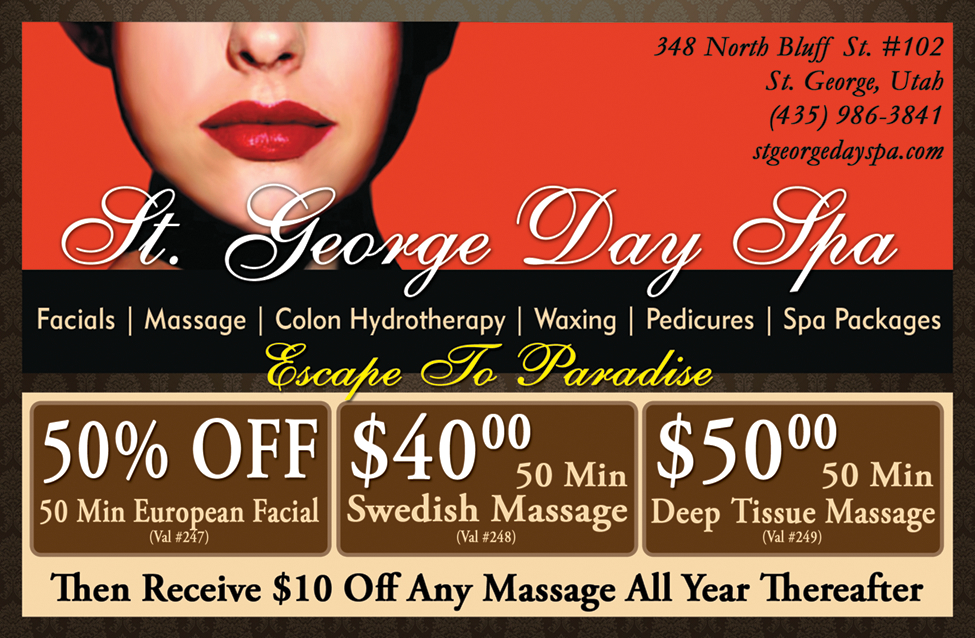 348 North Bluff St. #102
St. George, Utah
(435) 986-3841
stgeorgedayspa.com
St. George Day Spa
Facials | Massage | Colon Hydrotherapy | Waxing | Pedicures | Spa Packages
Escape To Paradise
50% OFF
50 Min European Facial
(Val #247)
$40⁰⁰
50 Min
Swedish Massage
(Val #248)
$50⁰⁰
50 Min
Deep Tissue Massage
(Val #249)
Then Receive $10 Off Any Massage All Year Thereafter